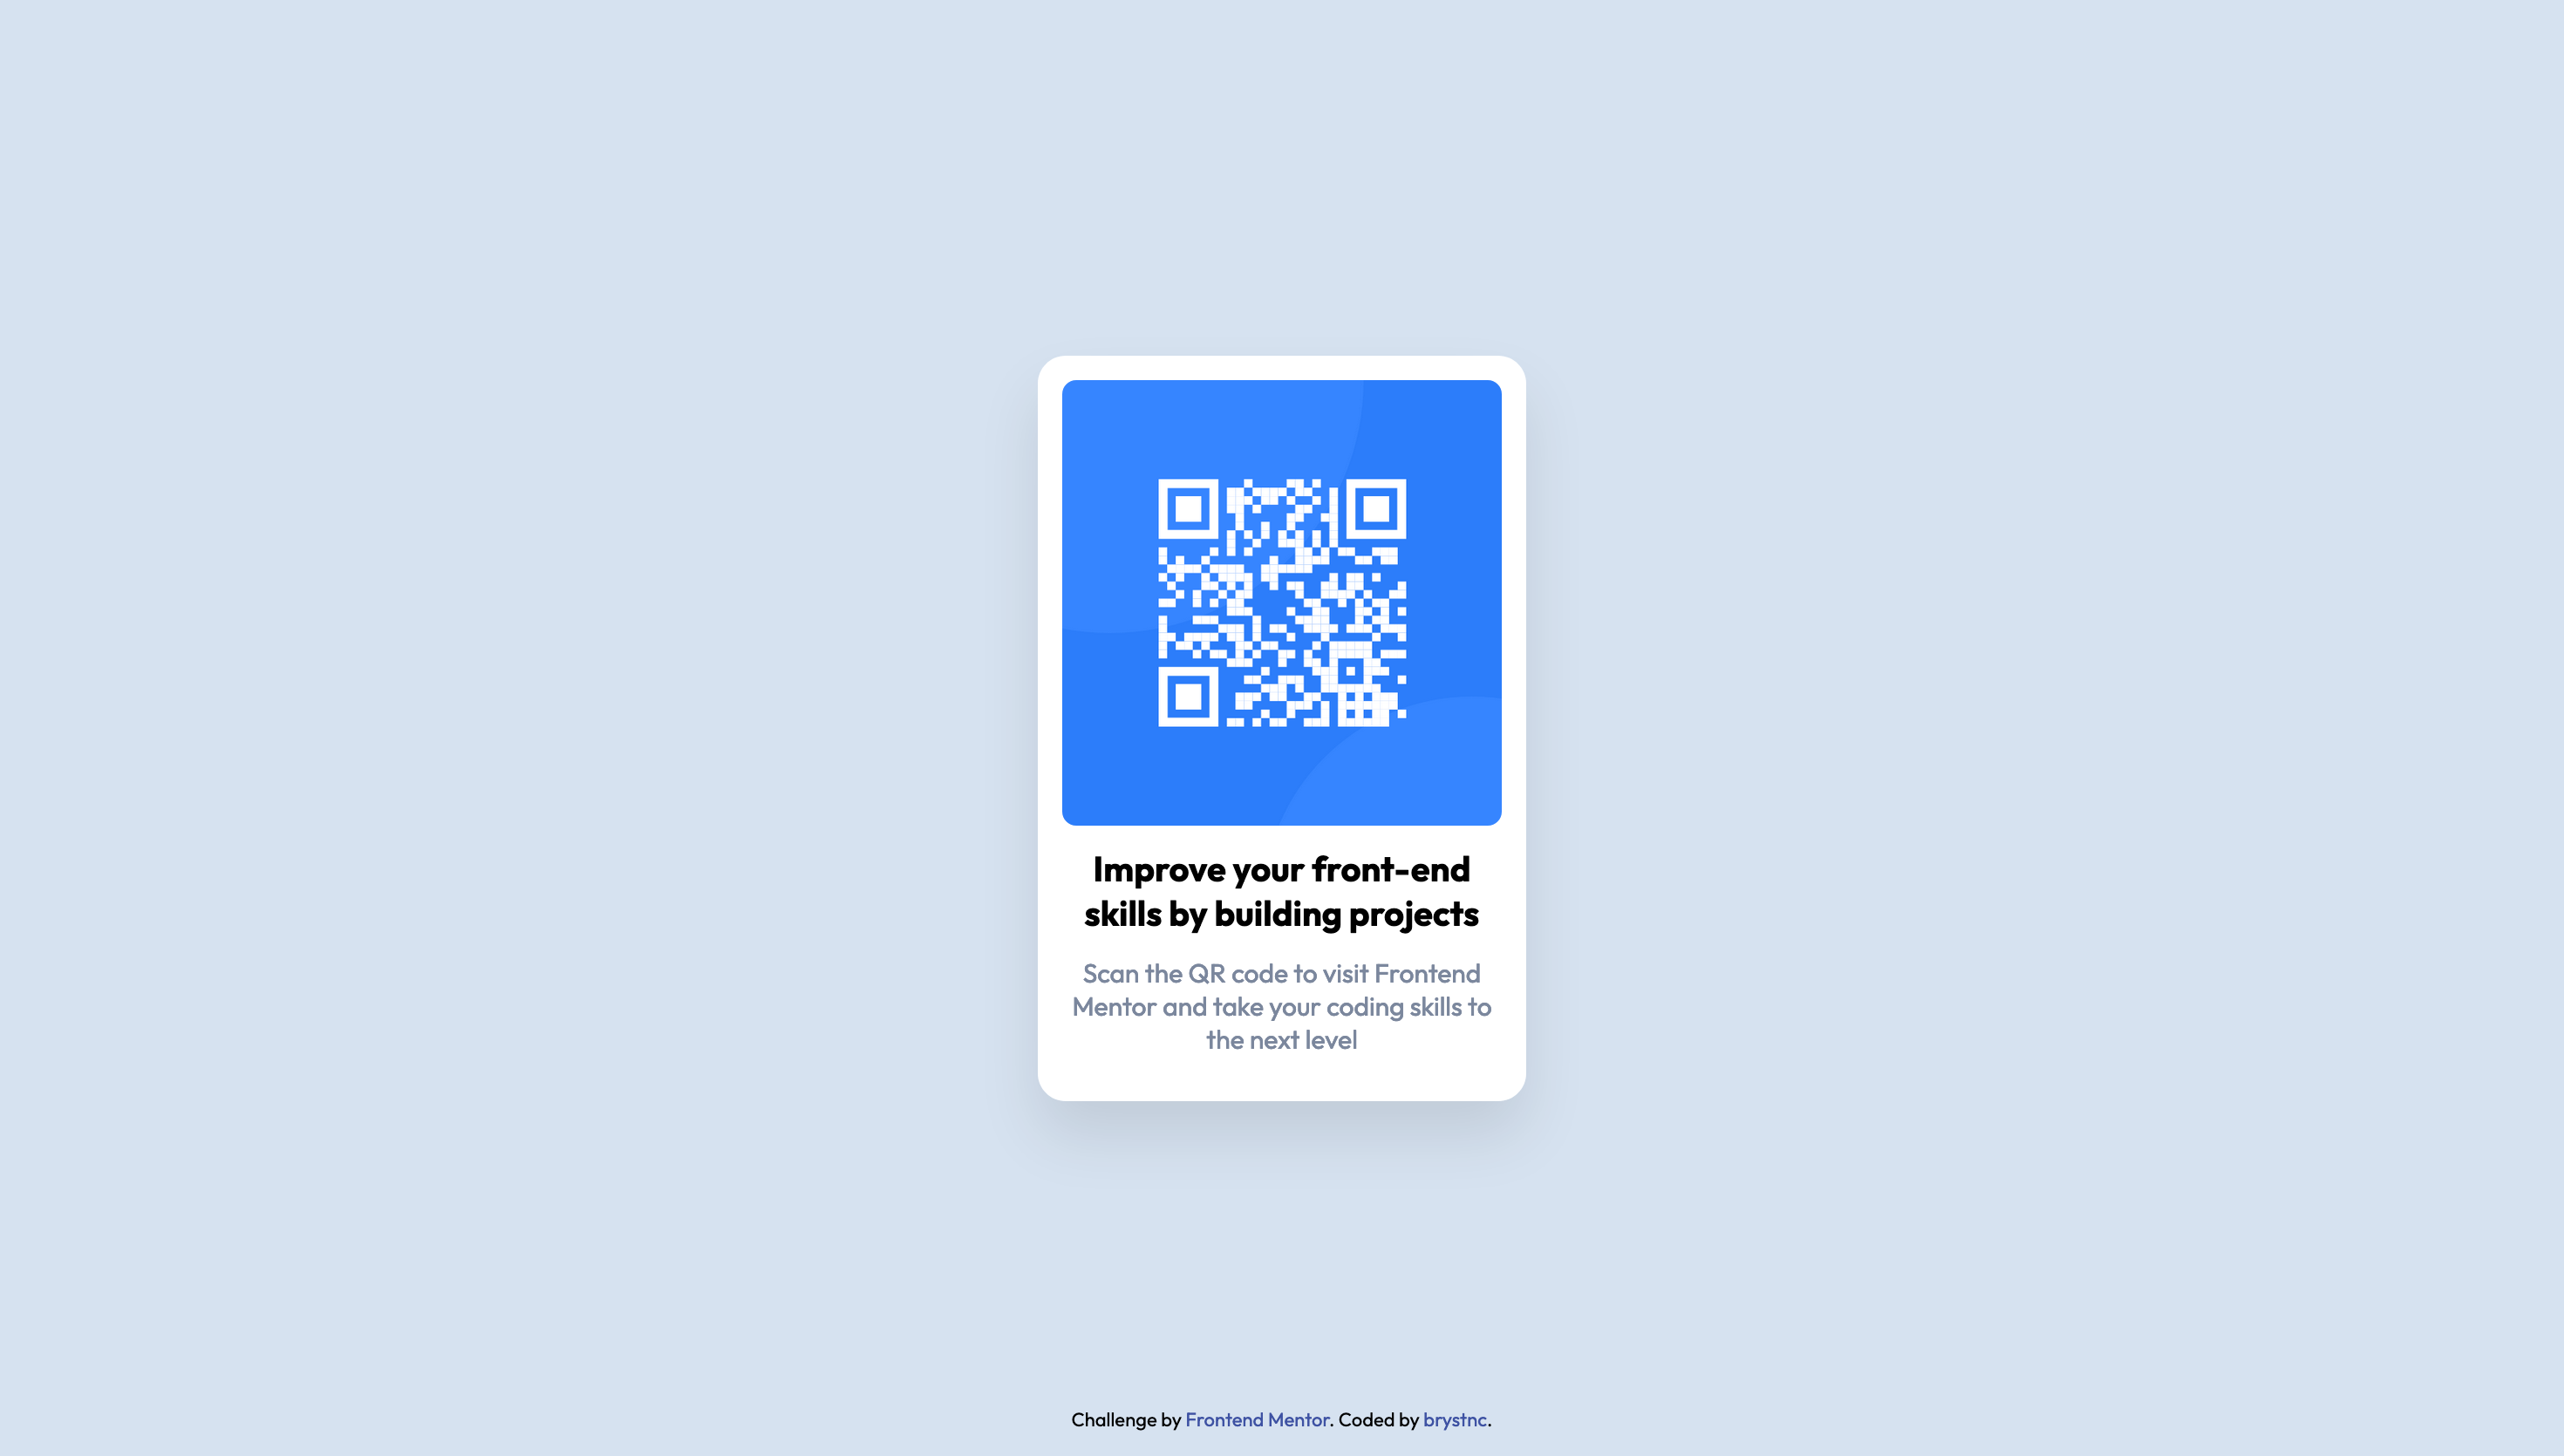 Improve your front-end
skills by building projects
Scan the QR code to visit Frontend
Mentor and take your coding skills to
the next level
Challenge by Frontend Mentor. Coded by brystnc.